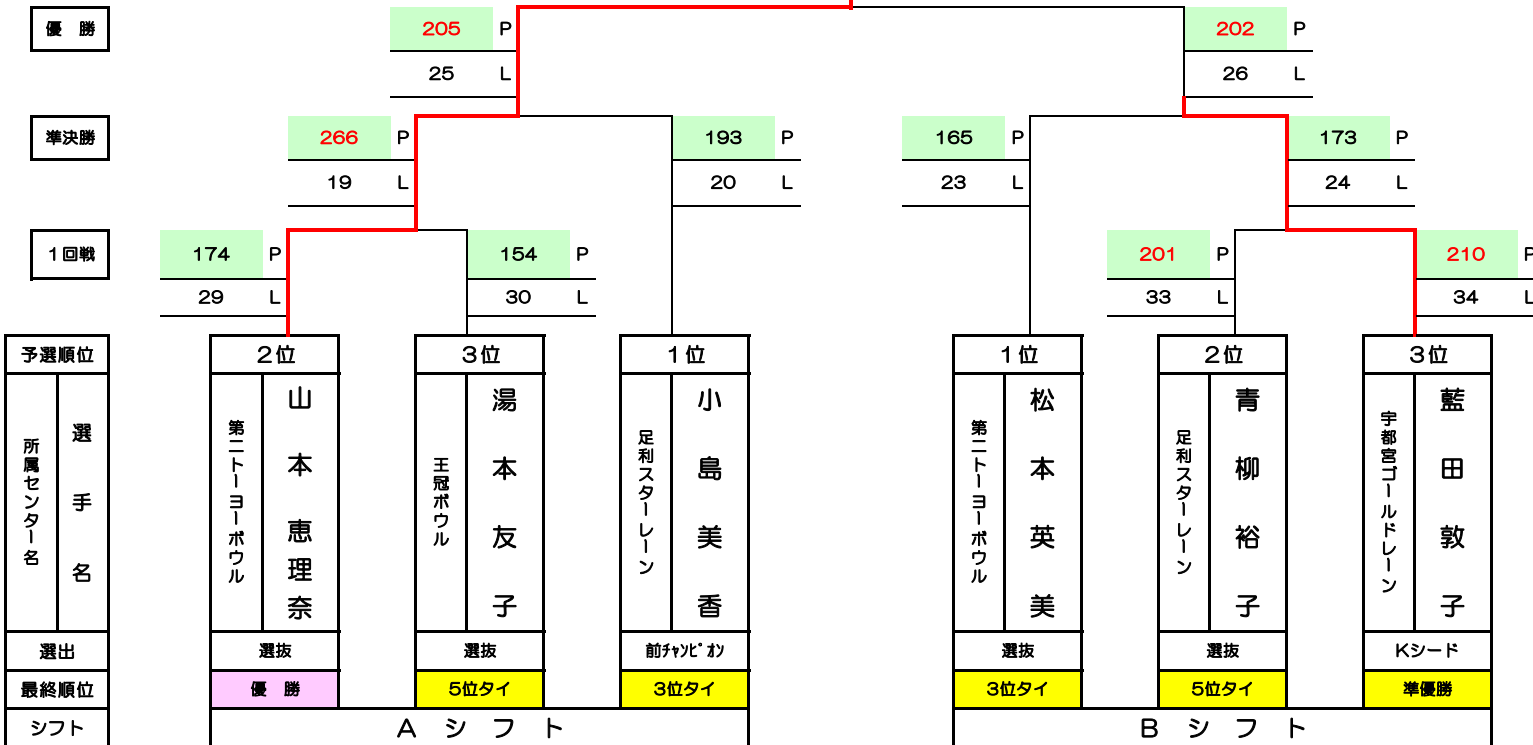 優 勝
205 P
202 P
25 L
26 L
準決勝
266 P
193 P
165 P
173 P
19 L
20 L
23 L
24 L
1回戦
174 P
154 P
201 P
210 P
29 L
30 L
33 L
34 L
予選順位
2位
3位
1位
1位
2位
3位
所属センター名
選手名
第二トーヨーボウル
山本恵理奈
王冠ボウル
湯本友子
足利スターレーン
小島美香
第二トーヨーボウル
松本英美
足利スターレーン
青柳裕子
宇都宮ゴールドレーン
藍田敦子
選出
選抜
選抜
前ﾁｬﾝﾋﾟｵﾝ
選抜
選抜
Kシード
最終順位
優 勝
5位タイ
3位タイ
3位タイ
5位タイ
準優勝
シフト
A シ フ ト
B シ フ ト